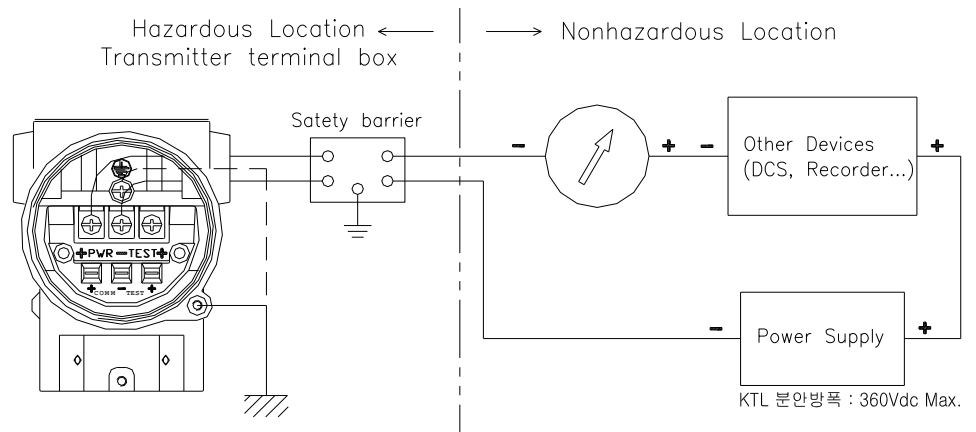 Hazardous Location
Transmitter terminal box
Nonhazardous Location
Satety barrier
- + - +
Other Devices
(DCS, Recorder...)
+PWR-TEST+
+ - +
COMM TEST
- +
Power Supply
KTL 분안방폭 : 360Vdc Max.